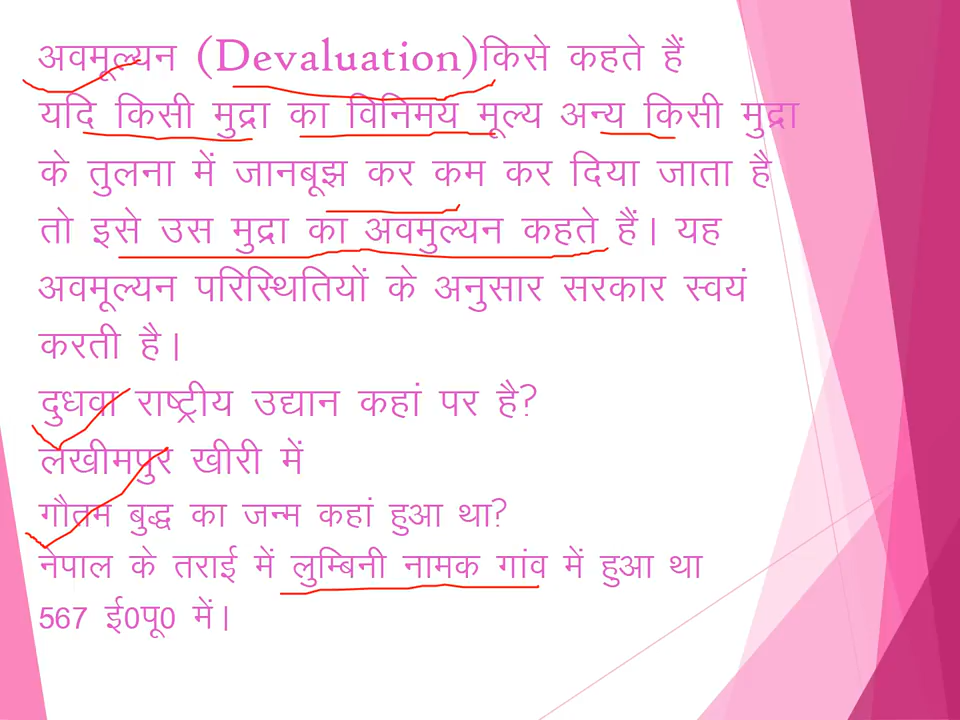 अवमूल्यन (Devaluation)किसे कहते हैं
यदि किसी मुद्रा का विनिमय मूल्य अन्य किसी मुद्रा
के तुलना में जानबूझ कर कम कर दिया जाता है
तो इसे उस मुद्रा का अवमुल्यन कहते हैं। यह
अवमूल्यन परिस्थितियों के अनुसार सरकार स्वयं
करती है।
दुधवा राष्ट्रीय उद्यान कहां पर है?
लखीमपुर खीरी में
गौतम बुद्ध का जन्म कहां हुआ था?
नेपाल के तराई में लुम्बिनी नामक गांव में हुआ था
567 ई0पू0 में।